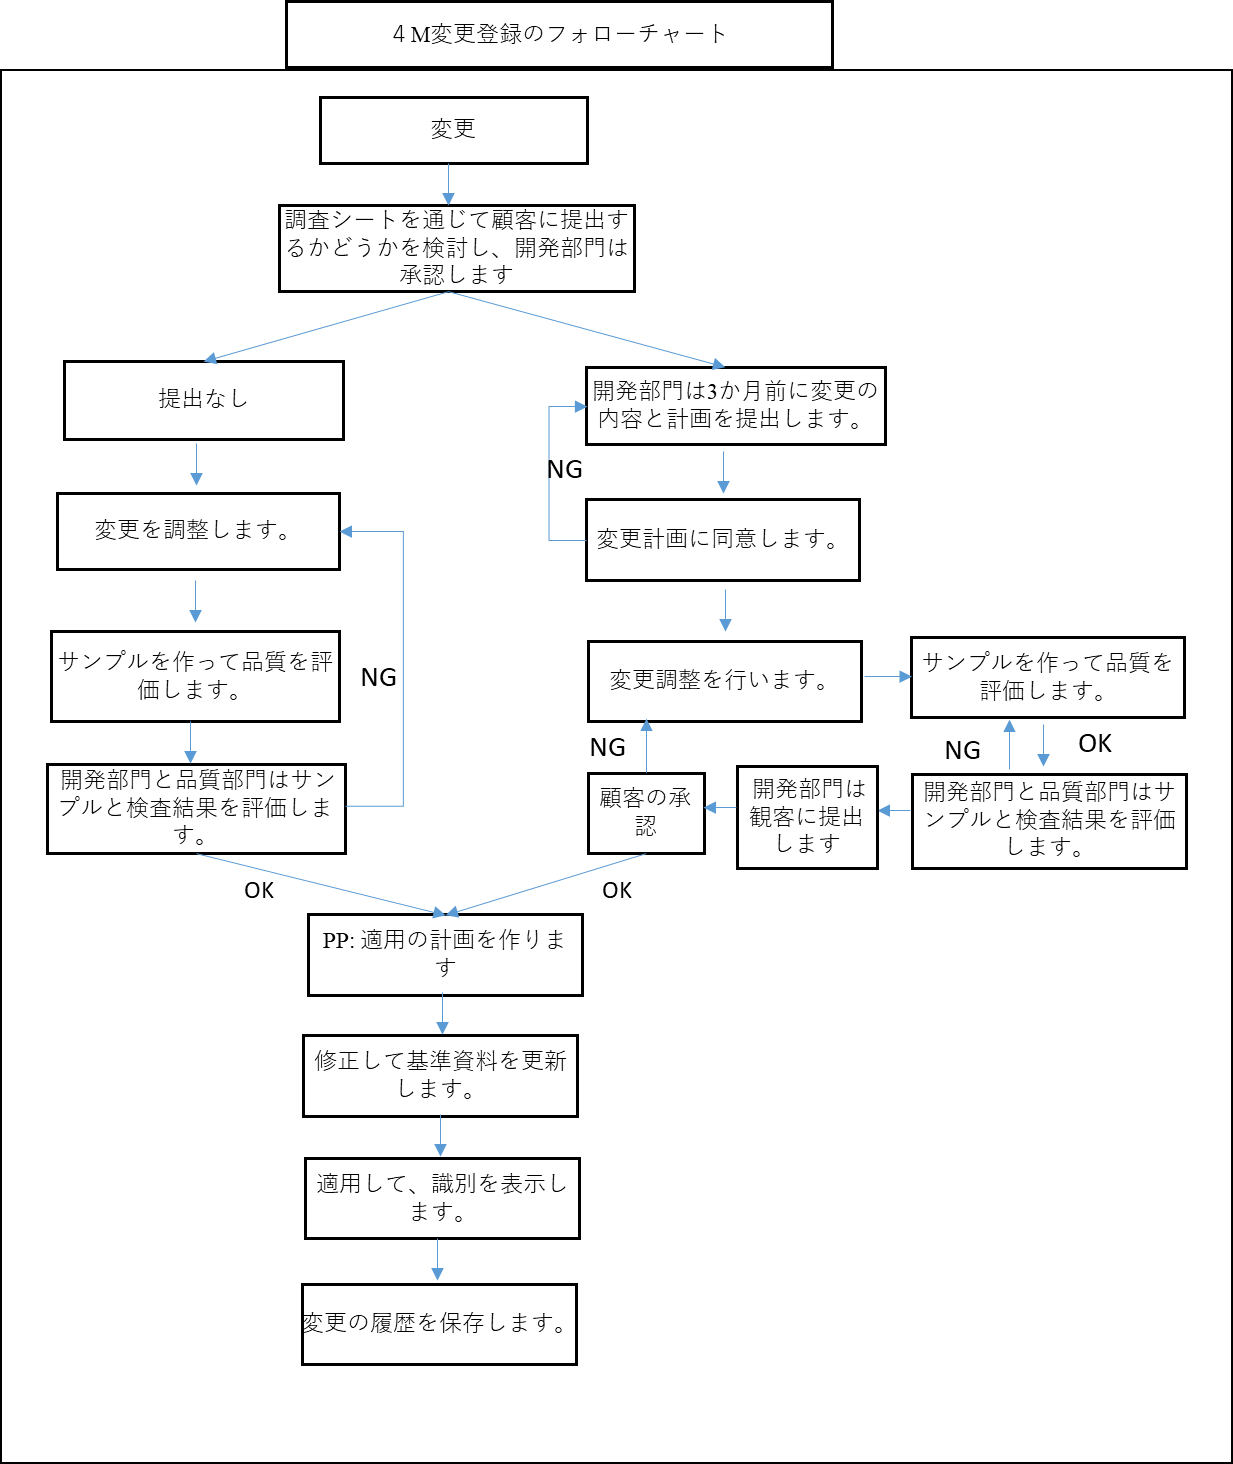 ４M変更登録のフォローチャート
変更
調査シートを通じて顧客に提出す
るかどうかを検討し、開発部門は
承認します
提出なし
開発部門は3か月前に変更の
内容と計画を提出します。
NG
変更を調整します。
変更計画に同意します。
サンプルを作って品質を評
価します。
NG
変更調整を行います。
サンプルを作って品質を
評価します。
NG
NG
OK
開発部門と品質部門はサン
プルと検査結果を評価しま
す。
顧客の承
認
開発部門は
観客に提出
します
開発部門と品質部門はサ
ンプルと検査結果を評価
します。
OK
OK
PP: 適用の計画を作りま
す
修正して基準資料を更新
します。
適用して、識別を表示し
ます。
変更の履歴を保存します。